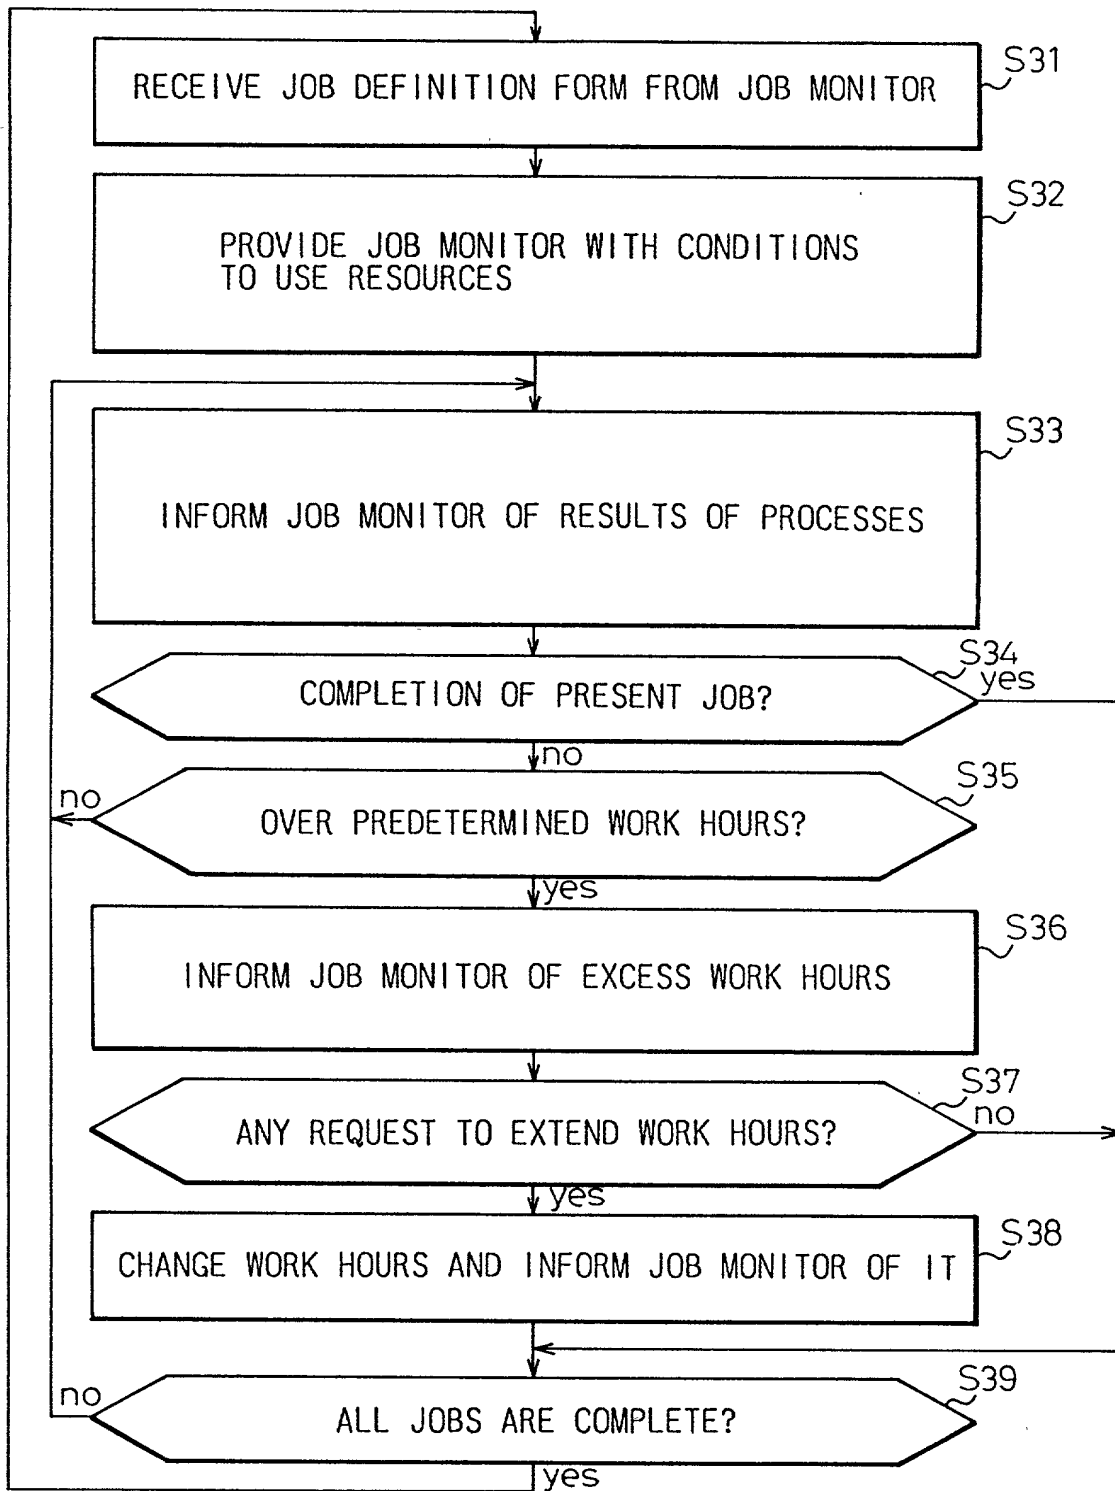 S31
RECEIVE JOB DEFINITION FORM FROM JOB MONITOR
S32
PROVIDE JOB MONITOR WITH CONDITIONS
TO USE RESOURCES
S33
INFORM JOB MONITOR OF RESULTS OF PROCESSES
S34
yes
COMPLETION OF PRESENT JOB?
no
S35
no
OVER PREDETERMINED WORK HOURS?
yes
S36
INFORM JOB MONITOR OF EXCESS WORK HOURS
S37
no
ANY REQUEST TO EXTEND WORK HOURS?
yes
S38
CHANGE WORK HOURS AND INFORM JOB MONITOR OF IT
S39
no
ALL JOBS ARE COMPLETE?
yes